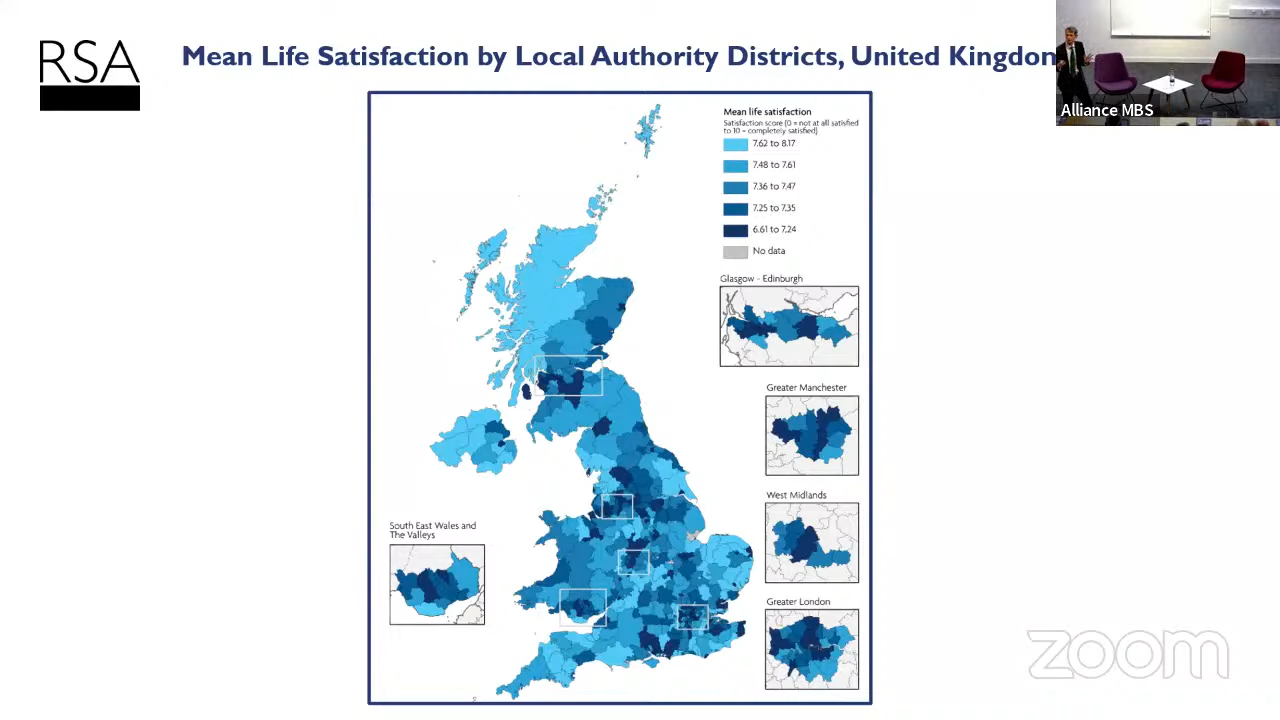 RSA
Mean Life Satisfaction by Local Authority Districts, United Kingdom
Alliance MBS
Mean life satisfaction
Satisfaction score (0 = not at all satisfied
to 10 = completely satisfied)
7.62 to 8.17
7.48 to 7.61
7.36 to 7.47
7.25 to 7.35
6.61 to 7.24
No data
Glasgow - Edinburgh
Greater Manchester
West Midlands
South East Wales and
The Valleys
Greater London
zoom